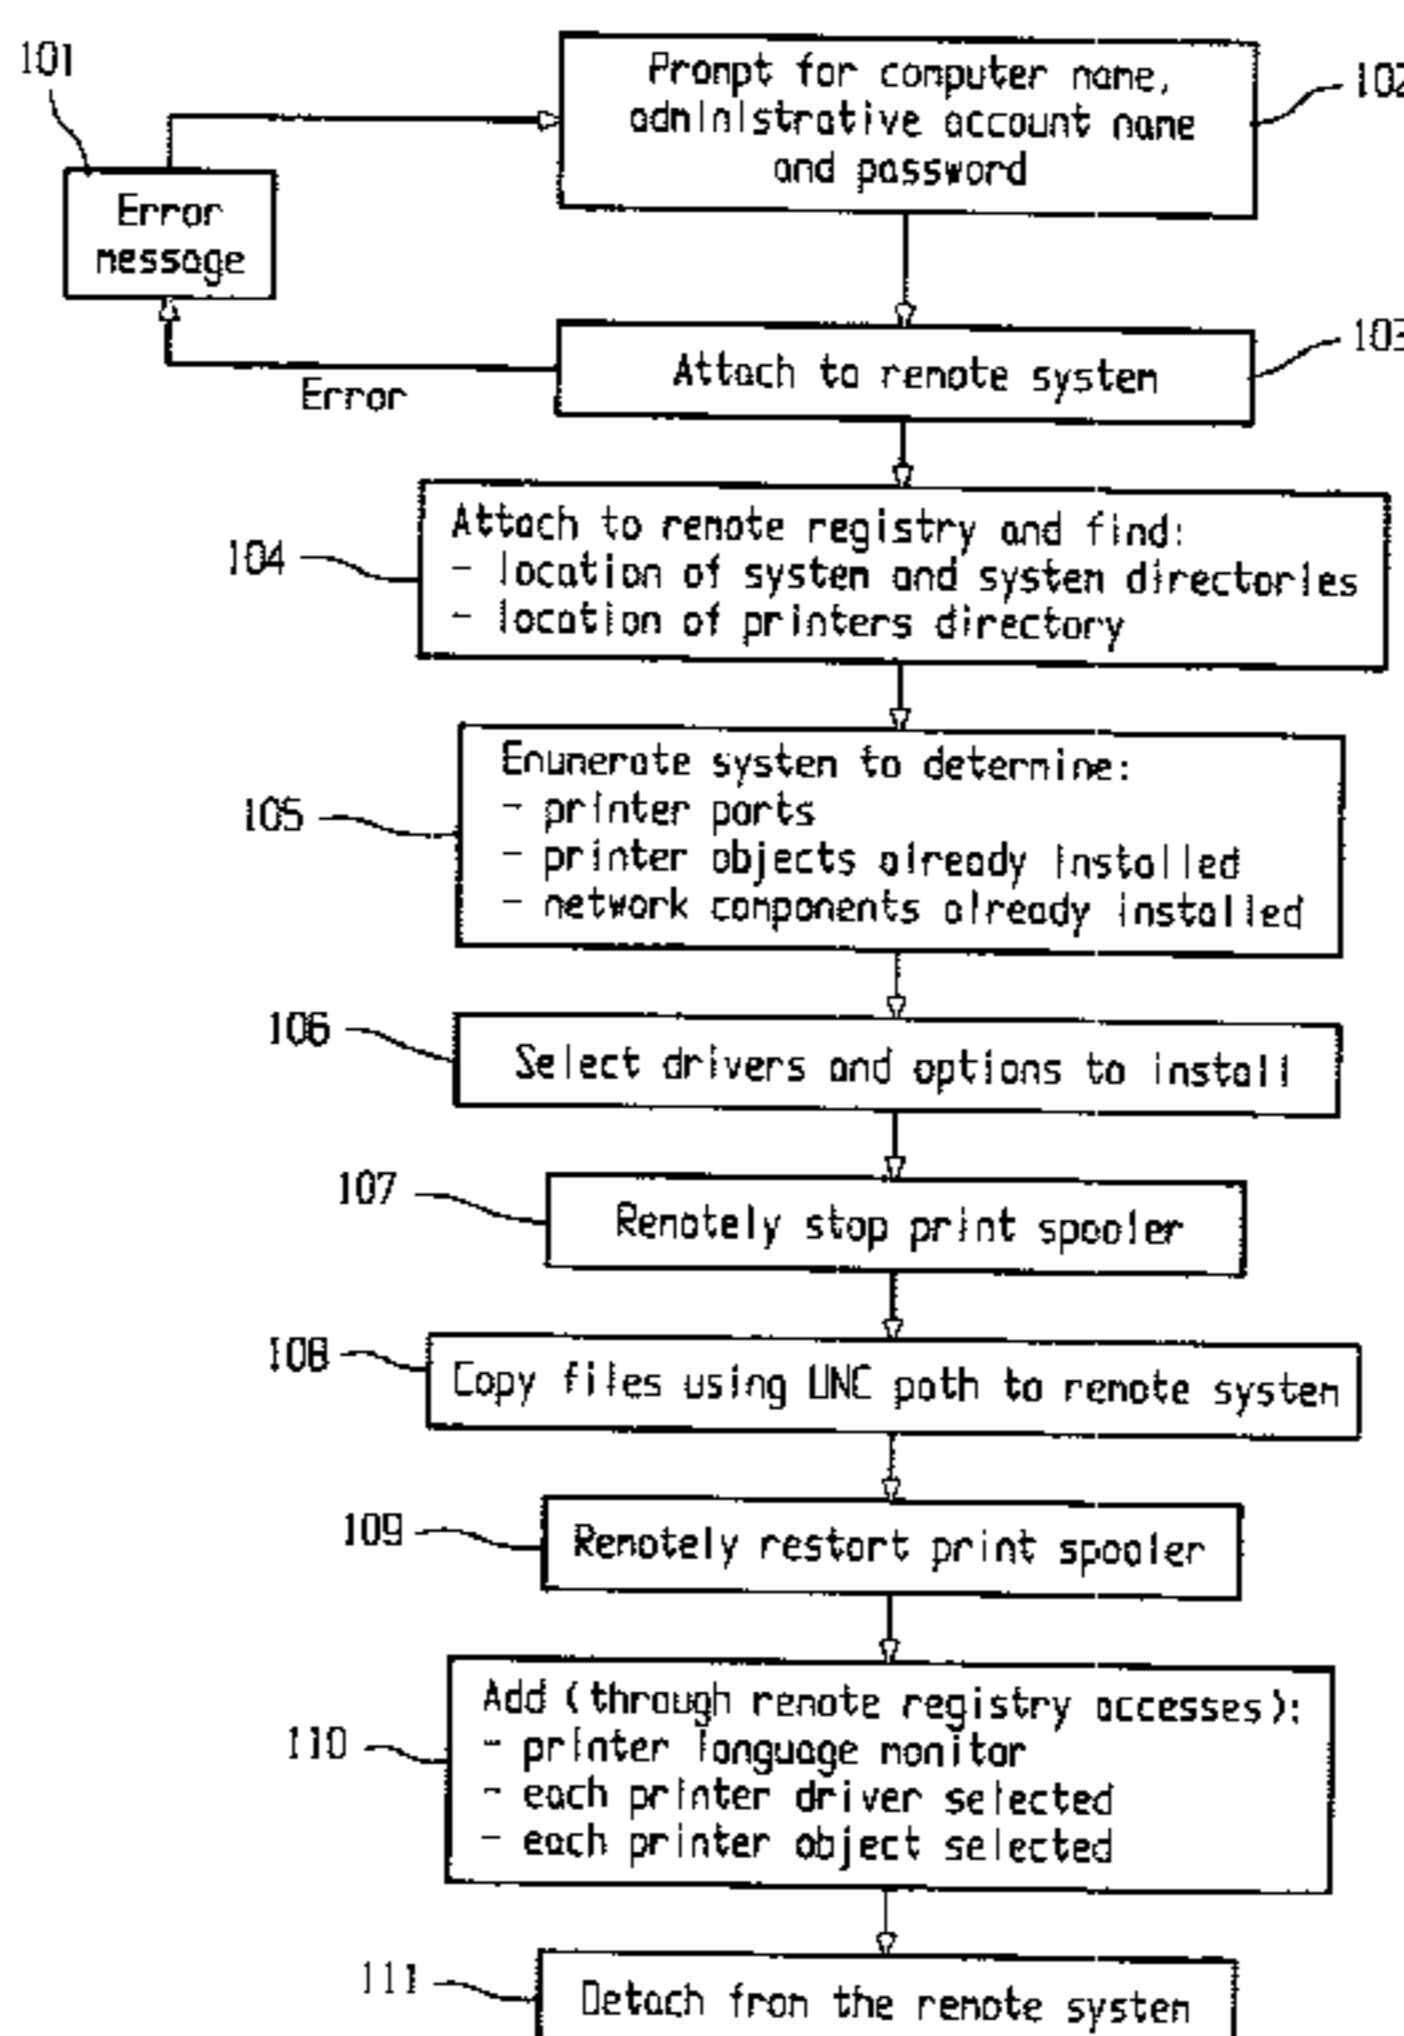 101
Prompt for computer name,
administrative account name
and password
102
Error
message
Attach to remote system
103
Error
104
Attach to remote registry and find:
- location of system and system directories
- location of printers directory
105
Enumerate system to determine:
- printer ports
- printer objects already installed
- network components already installed
106
Select drivers and options to install
107
Remotely stop print spooler
108
Copy files using UNC path to remote system
109
Remotely restart print spooler
110
Add (through remote registry accesses):
- printer language monitor
- each printer driver selected
- each printer object selected
111
Detach from the remote system